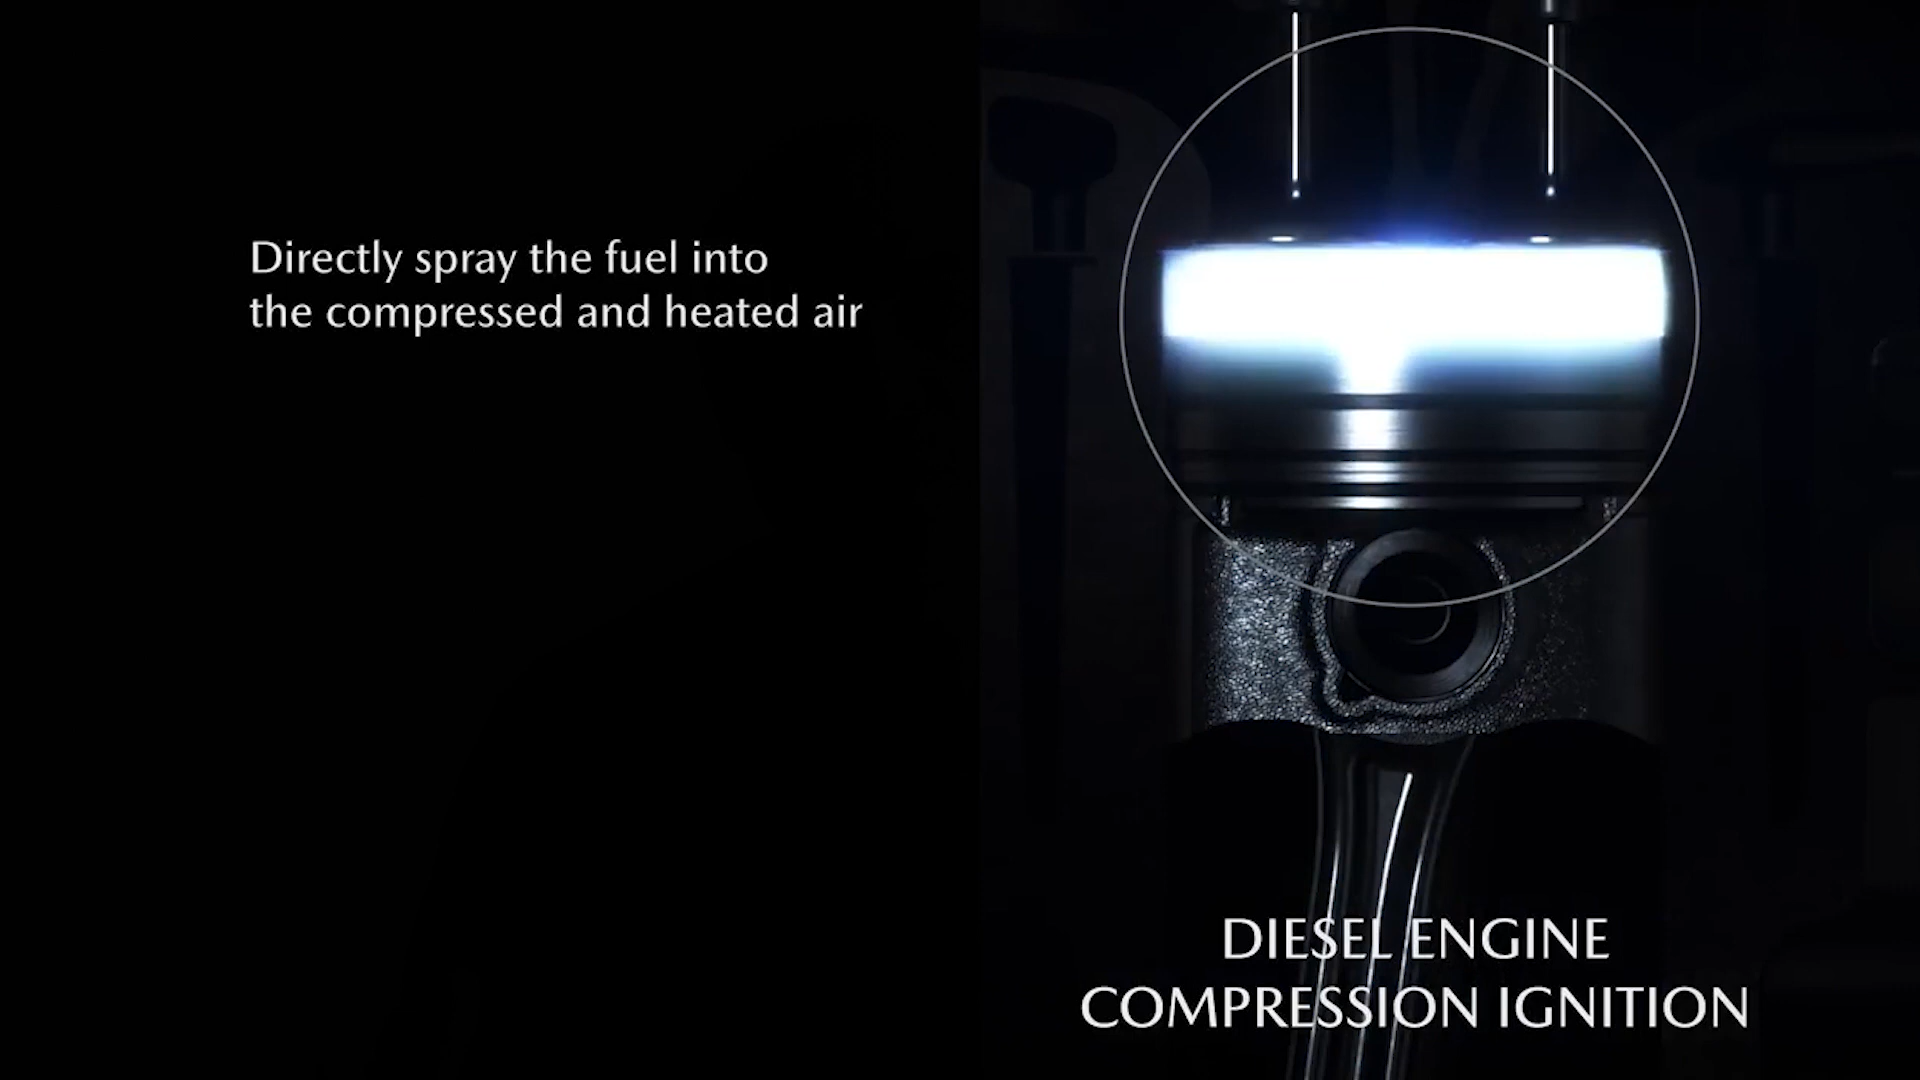 Directly spray the fuel into
the compressed and heated air
DIESEL ENGINE
COMPRESSION IGNITION